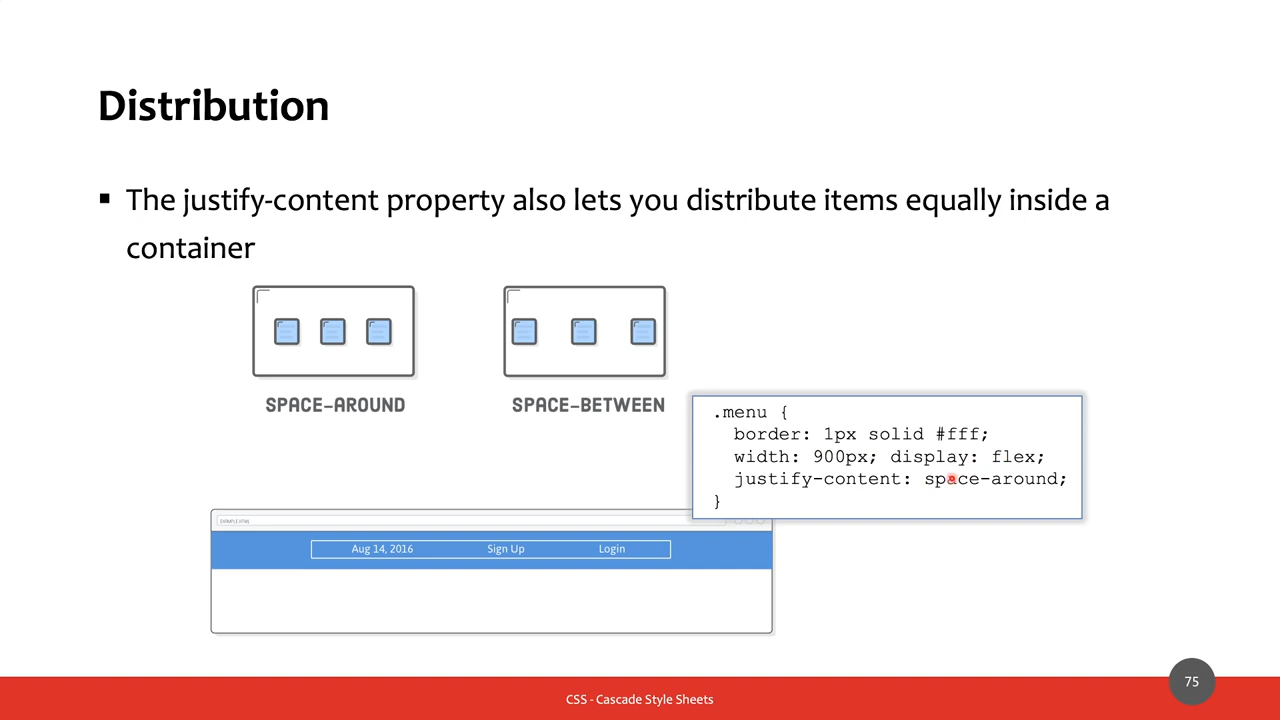 Distribution
▪ The justify-content property also lets you distribute items equally inside a
container
SPACE-AROUND
SPACE-BETWEEN
.menu {
border: 1px solid #fff;
width: 900px; display: flex;
justify-content: space-around;
}
EXAMPLE.HTML
Aug 14, 2016 Sign Up Login
75
CSS - Cascade Style Sheets